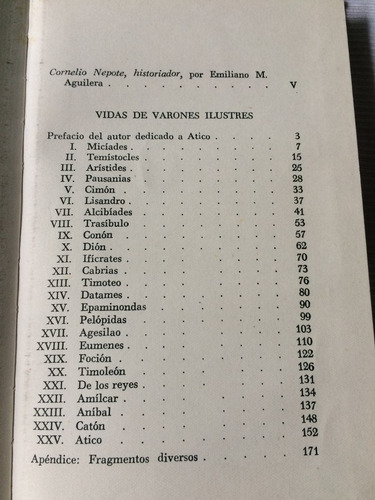 Cornelio Nepote, historiador, por Emiliano M.
Aguilera . . . . . . . . . V
VIDAS DE VARONES ILUSTRES
Prefacio del autor dedicado a Atico . . . . 3
I. Micíades . . . . . . . 7
II. Temístocles . . . . . . . 15
III. Arístides . . . . . . . 25
IV. Pausanias . . . . . . . 28
V. Cimón . . . . . . . 33
VI. Lisandro . . . . . . . 37
VII. Alcibíades . . . . . . . 41
VIII. Trasíbulo . . . . . . . 53
IX. Conón . . . . . . . 57
X. Dión . . . . . . . 62
XI. Ifícrates . . . . . . . 70
XII. Cabrias . . . . . . . 73
XIII. Timoteo . . . . . . . 76
XIV. Datames . . . . . . . 80
XV. Epaminondas . . . . . . . 90
XVI. Pelópidas . . . . . . . 99
XVII. Agesilao . . . . . . . 103
XVIII. Eumenes . . . . . . . 110
XIX. Foción . . . . . . . 122
XX. Timoleón . . . . . . . 126
XXI. De los reyes . . . . . . . 131
XXII. Amílcar . . . . . . . 134
XXIII. Aníbal . . . . . . . 137
XXIV. Catón . . . . . . . 148
XXV. Atico . . . . . . . 152
Apéndice: Fragmentos diversos . . . . . 171